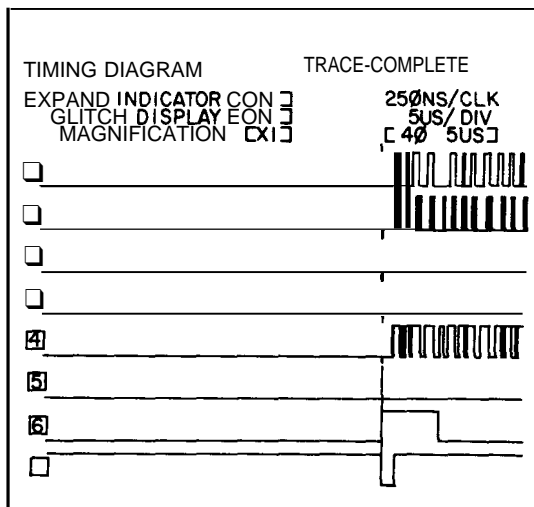 TIMING DIAGRAM TRACE-COMPLETE
EXPAND INDICATOR CON ] 250NS/CLK
GLITCH DISPLAY EON ] 5US/DIV
MAGNIFICATION [X1] [ 40 5US]
4
5
6